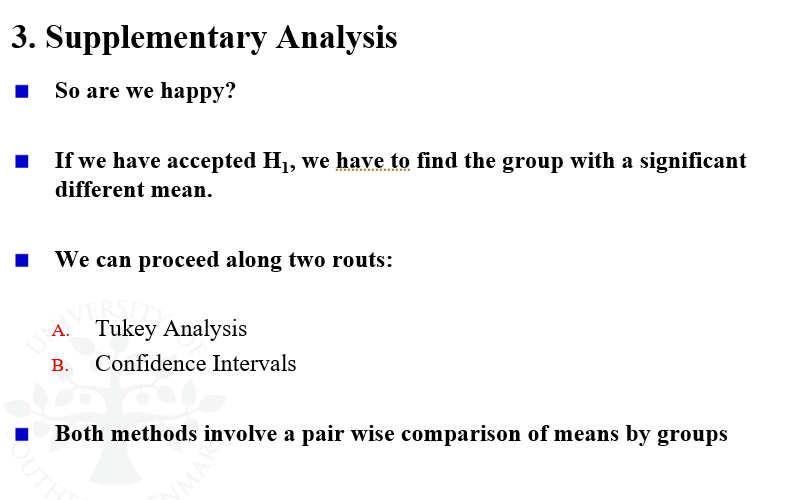 3. Supplementary Analysis
So are we happy?
If we have accepted H₁, we have to find the group with a significant
different mean.
We can proceed along two routs:
A. Tukey Analysis
B. Confidence Intervals
Both methods involve a pair wise comparison of means by groups